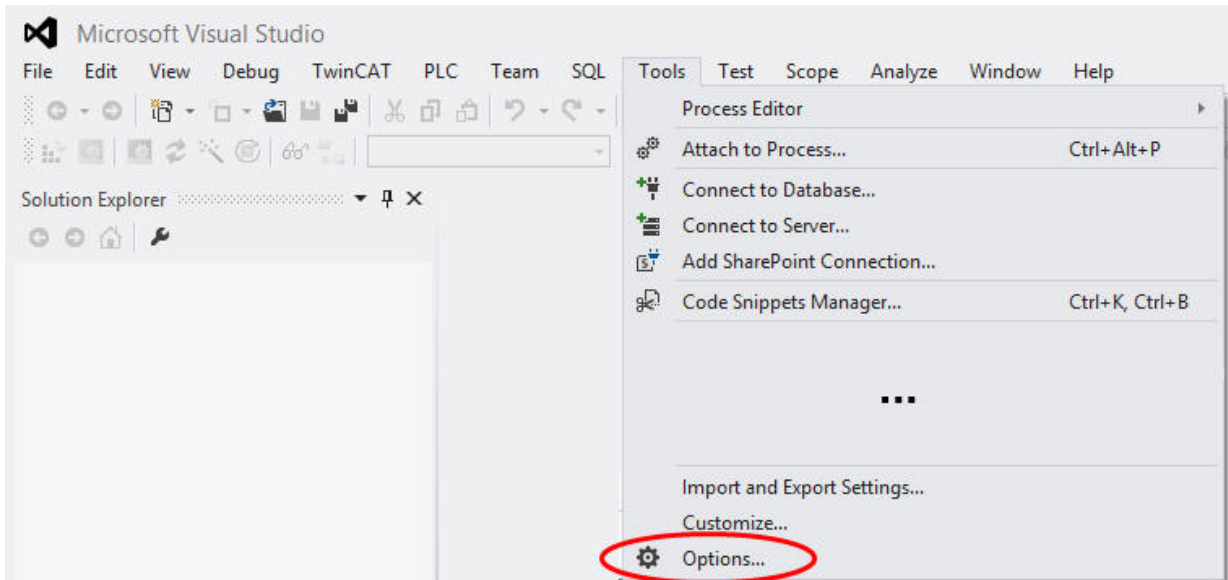 Microsoft Visual Studio
File Edit View Debug TwinCAT PLC Team SQL Tools Test Scope Analyze Window Help
Process Editor
Attach to Process... Ctrl+Alt+P
Solution Explorer
Connect to Database...
Connect to Server...
Add SharePoint Connection...
Code Snippets Manager... Ctrl+K, Ctrl+B
...
Import and Export Settings...
Customize...
Options...